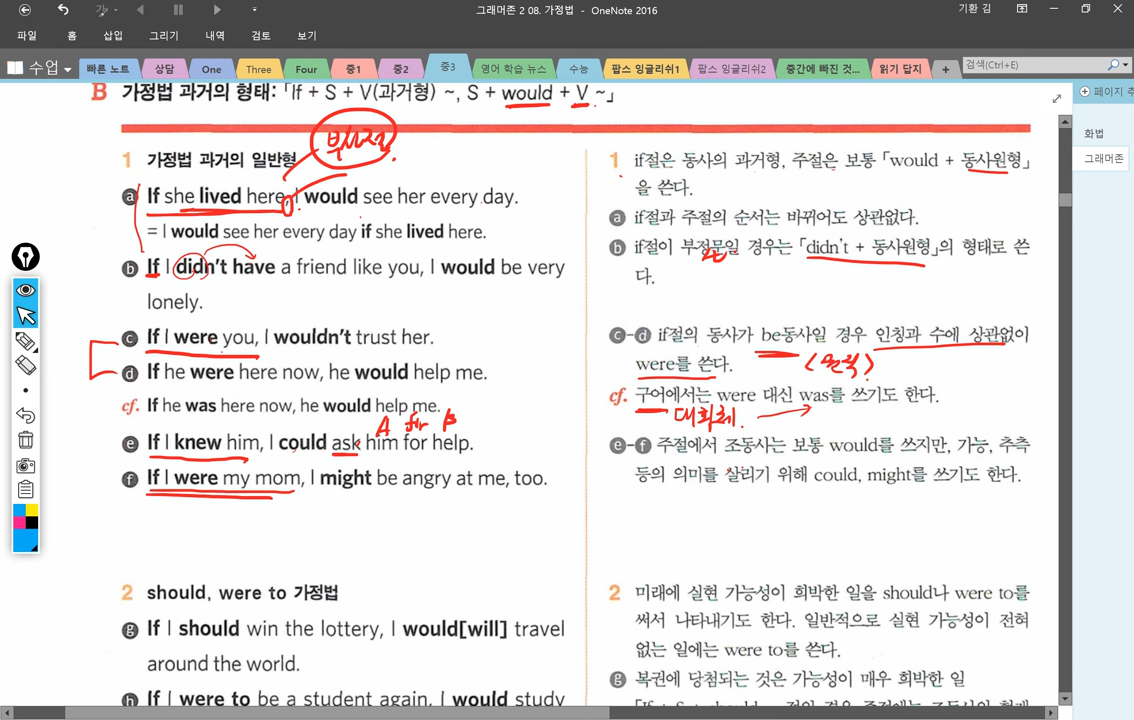 그래머존 2 08. 가정법 - OneNote 2016
기환 김
파일 홈 삽입 그리기 내역 검토 보기
수업 빠른 노트 상담 One Three Four 중1 중2 중3 영어 학습 뉴스 수능 팝스 잉글리쉬1 팝스 잉글리쉬2 중간에 빠진 것... 읽기 답지 + 검색(Ctrl+E)
페이지 추
화법
그래머존
B 가정법 과거의 형태: 「If + S + V(과거형) ~, S + would + V ~」
부사절
1 가정법 과거의 일반형
a If she lived here, I would see her every day.
= I would see her every day if she lived here.
b If I didn't have a friend like you, I would be very
lonely.
c If I were you, I wouldn't trust her.
d If he were here now, he would help me.
cf. If he was here now, he would help me.
A for B
e If I knew him, I could ask him for help.
f If I were my mom, I might be angry at me, too.
2 should, were to 가정법
g If I should win the lottery, I would[will] travel
around the world.
h If I were to be a student again, I would study
1 if절은 동사의 과거형, 주절은 보통 「would + 동사원형」
을 쓴다.
a if절과 주절의 순서는 바뀌어도 상관없다.
b if절이 부정문일 경우는 「didn't + 동사원형」의 형태로 쓴
다.
c-d if절의 동사가 be동사일 경우 인칭과 수에 상관없이
were를 쓴다.
cf. 구어에서는 were 대신 was를 쓰기도 한다.
대화체
e-f 주절에서 조동사는 보통 would를 쓰지만, 가능, 추측
등의 의미를 살리기 위해 could, might를 쓰기도 한다.
2 미래에 실현 가능성이 희박한 일을 should나 were to를
써서 나타내기도 한다. 일반적으로 실현 가능성이 전혀
없는 일에는 were to를 쓴다.
g 복권에 당첨되는 것은 가능성이 매우 희박한 일